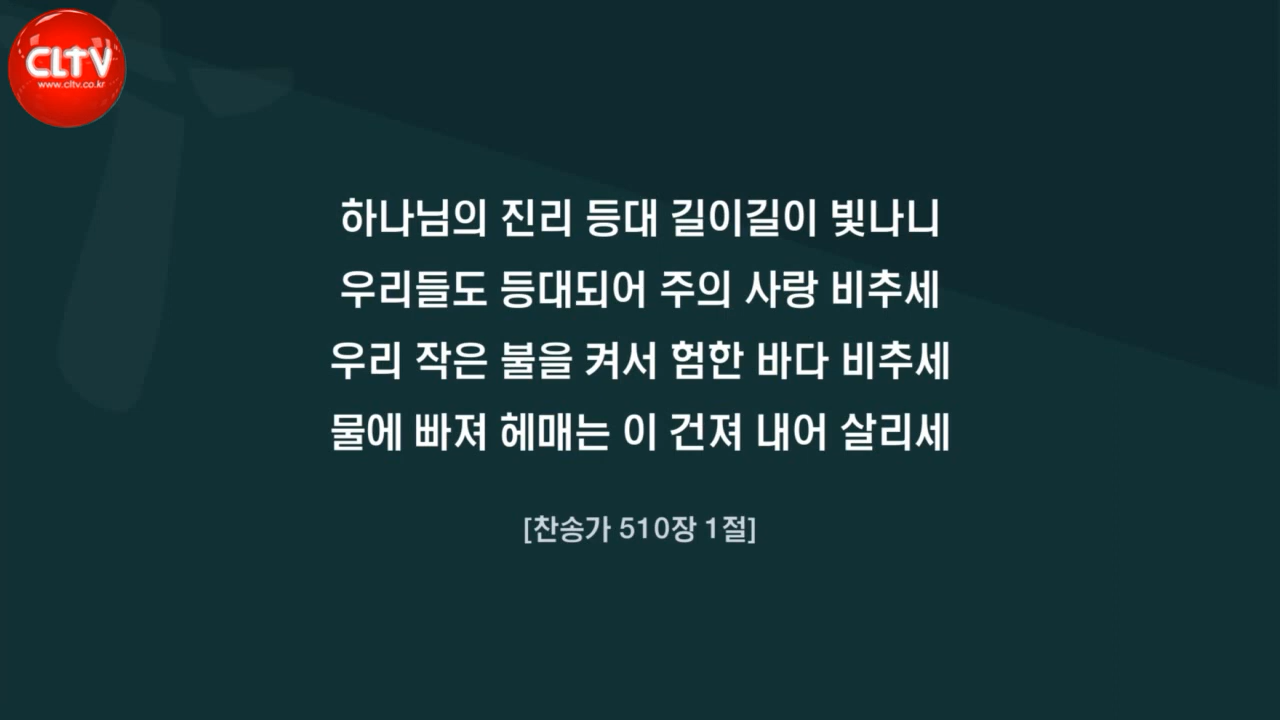 CLTV
www.cltv.co.kr
하나님의 진리 등대 길이길이 빛나니
우리들도 등대되어 주의 사랑 비추세
우리 작은 불을 켜서 험한 바다 비추세
물에 빠져 헤매는 이 건져 내어 살리세
[찬송가 510장 1절]